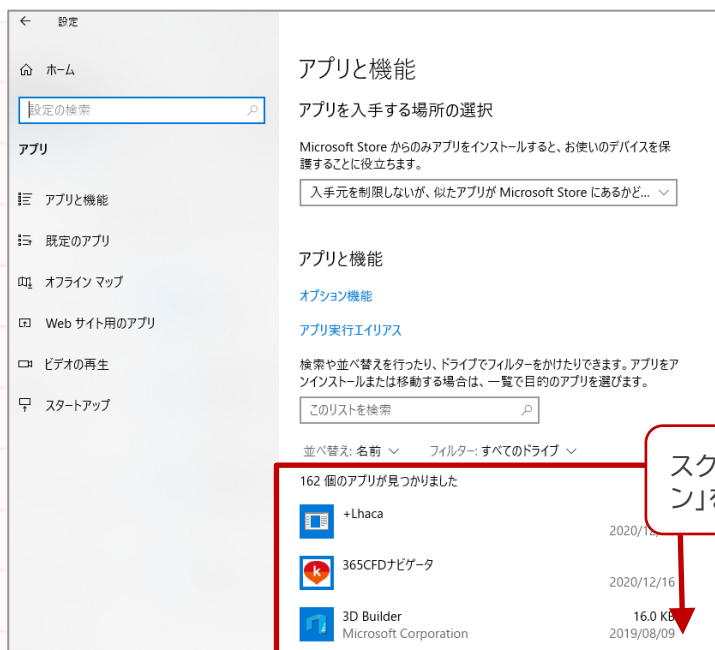 設定
ホーム
設定の検索
アプリ
アプリと機能
既定のアプリ
オフライン マップ
Web サイト用のアプリ
ビデオの再生
スタートアップ
アプリと機能
アプリを入手する場所の選択
Microsoft Store からのみアプリをインストールすると、お使いのデバイスを保
護することに役立ちます。
入手元を制限しないが、似たアプリが Microsoft Store にあるかど...
アプリと機能
オプション機能
アプリ実行エイリアス
検索や並べ替えを行ったり、ドライブでフィルターをかけたりできます。アプリをア
ンインストールまたは移動する場合は、一覧で目的のアプリを選びます。
このリストを検索
並べ替え: 名前 フィルター: すべてのドライブ
162 個のアプリが見つかりました
スク
ン」を
+Lhaca
2020/12/
365CFDナビゲータ
k
2020/12/16
3D Builder
16.0 KB
Microsoft Corporation
2019/08/09